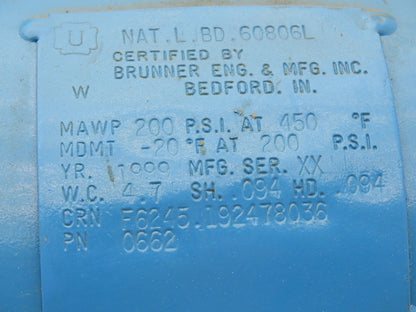 U NAT.L.BD.60806L
CERTIFIED BY
BRUNNER ENG. & MFG. INC.
W BEDFORD, IN.
MAWP 200 P.S.I. AT 450 °F
MDMT -20 °F AT 200 P.S.I.
YR. 1999 MFG. SER. XX
W.C. 4.7 SH. .094 HD. .094
CRN F6245.192478036
PN 0662